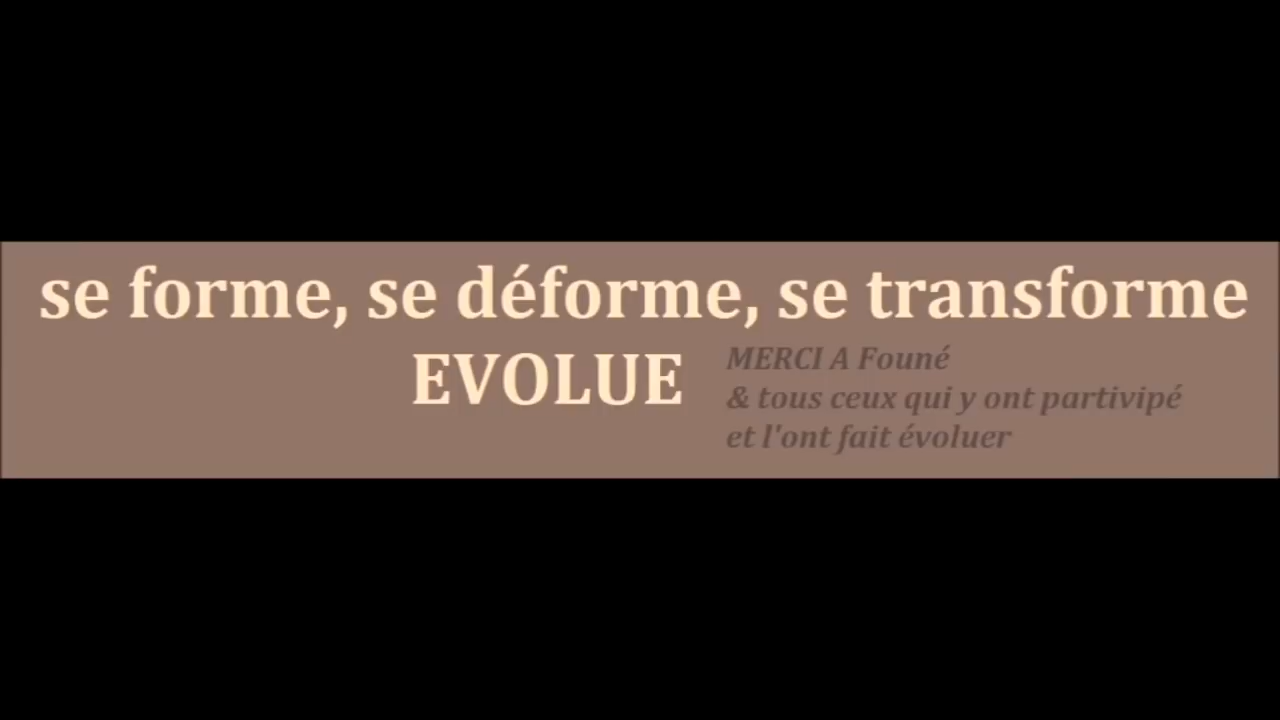 se forme, se déforme, se transforme
EVOLUE
MERCI A Founé
& tous ceux qui y ont partivipé
et l'ont fait évoluer